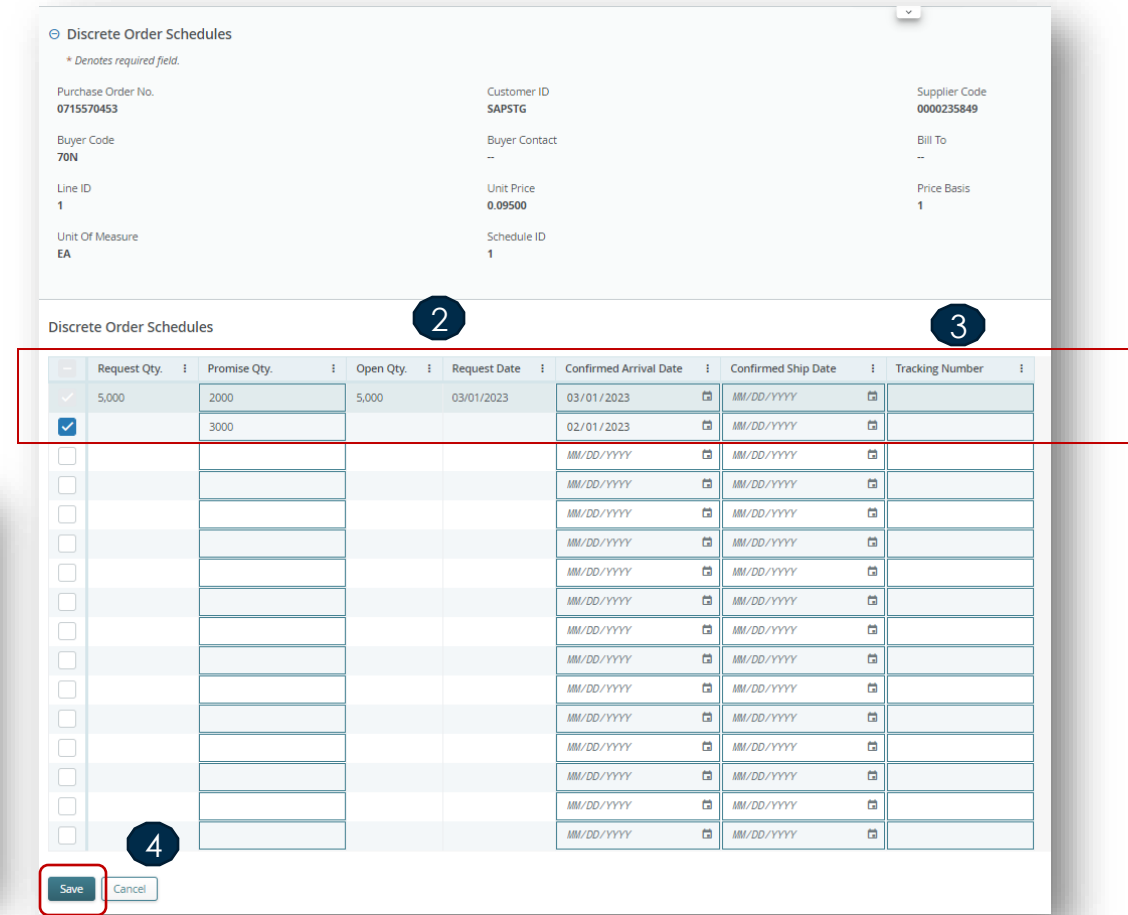 Discrete Order Schedules
* Denotes required field.
Purchase Order No. Customer ID Supplier Code
0715570453 SAPSTG 0000235849
Buyer Code Buyer Contact Bill To
70N -- --
Line ID Unit Price Price Basis
1 0.09500 1
Unit Of Measure Schedule ID
EA 1
2
3
Discrete Order Schedules
Request Qty. Promise Qty. Open Qty. Request Date Confirmed Arrival Date Confirmed Ship Date Tracking Number
5,000 2000 5,000 03/01/2023 03/01/2023 MM/DD/YYYY
3000 02/01/2023 MM/DD/YYYY
MM/DD/YYYY MM/DD/YYYY
MM/DD/YYYY MM/DD/YYYY
MM/DD/YYYY MM/DD/YYYY
MM/DD/YYYY MM/DD/YYYY
MM/DD/YYYY MM/DD/YYYY
MM/DD/YYYY MM/DD/YYYY
MM/DD/YYYY MM/DD/YYYY
MM/DD/YYYY MM/DD/YYYY
MM/DD/YYYY MM/DD/YYYY
MM/DD/YYYY MM/DD/YYYY
MM/DD/YYYY MM/DD/YYYY
MM/DD/YYYY MM/DD/YYYY
MM/DD/YYYY MM/DD/YYYY
MM/DD/YYYY MM/DD/YYYY
4
Save Cancel